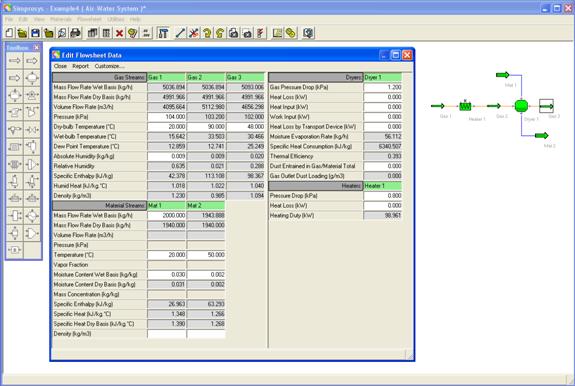 Simprosys - Example4 ( Air-Water System )*
File Edit View Materials Flowsheet Utilities Help
Toolbox
Edit Flowsheet Data
Close Report Customize...
Gas Streams: Gas 1 Gas 2 Gas 3
Mass Flow Rate Wet Basis (kg/h) 5036.894 5036.894 5093.006
Mass Flow Rate Dry Basis (kg/h) 4991.966 4991.966 4991.966
Volume Flow Rate (m3/h) 4095.664 5112.980 4656.298
Pressure (kPa) 104.000 103.200 102.000
Dry-bulb Temperature (°C) 20.000 90.000 48.000
Wet-bulb Temperature (°C) 15.642 33.503 30.466
Dew Point Temperature (°C) 12.859 12.741 25.249
Absolute Humidity (kg/kg) 0.009 0.009 0.020
Relative Humidity 0.635 0.021 0.288
Specific Enthalpy (kJ/kg) 42.378 113.108 98.367
Humid Heat (kJ/kg.°C) 1.018 1.022 1.040
Density (kg/m3) 1.230 0.985 1.094
Material Streams: Mat 1 Mat 2
Mass Flow Rate Wet Basis (kg/h) 2000.000 1943.888
Mass Flow Rate Dry Basis (kg/h) 1940.000 1940.000
Volume Flow Rate (m3/h)
Pressure (kPa)
Temperature (°C) 20.000 50.000
Vapor Fraction
Moisture Content Wet Basis (kg/kg) 0.030 0.002
Moisture Content Dry Basis (kg/kg) 0.031 0.002
Mass Concentration (kg/kg)
Specific Enthalpy (kJ/kg) 26.963 63.293
Specific Heat (kJ/kg.°C) 1.348 1.266
Specific Heat Dry Basis (kJ/kg.°C) 1.390 1.268
Density (kg/m3)
Dryers: Dryer 1
Gas Pressure Drop (kPa) 1.200
Heat Loss (kW) 0.000
Heat Input (kW) 0.000
Work Input (kW) 0.000
Heat Loss by Transport Device (kW) 0.000
Moisture Evaporation Rate (kg/h) 56.112
Specific Heat Consumption (kJ/kg) 6340.507
Thermal Efficiency 0.393
Dust Entrained in Gas/Material Total 0.000
Gas Outlet Dust Loading (g/m3) 0.000
Heaters: Heater 1
Pressure Drop (kPa) 0.800
Heat Loss (kW) 0.000
Heating Duty (kW) 98.961
Mat 1
Gas 1 Heater 1 Gas 2 Dryer 1 Gas 3
Mat 2